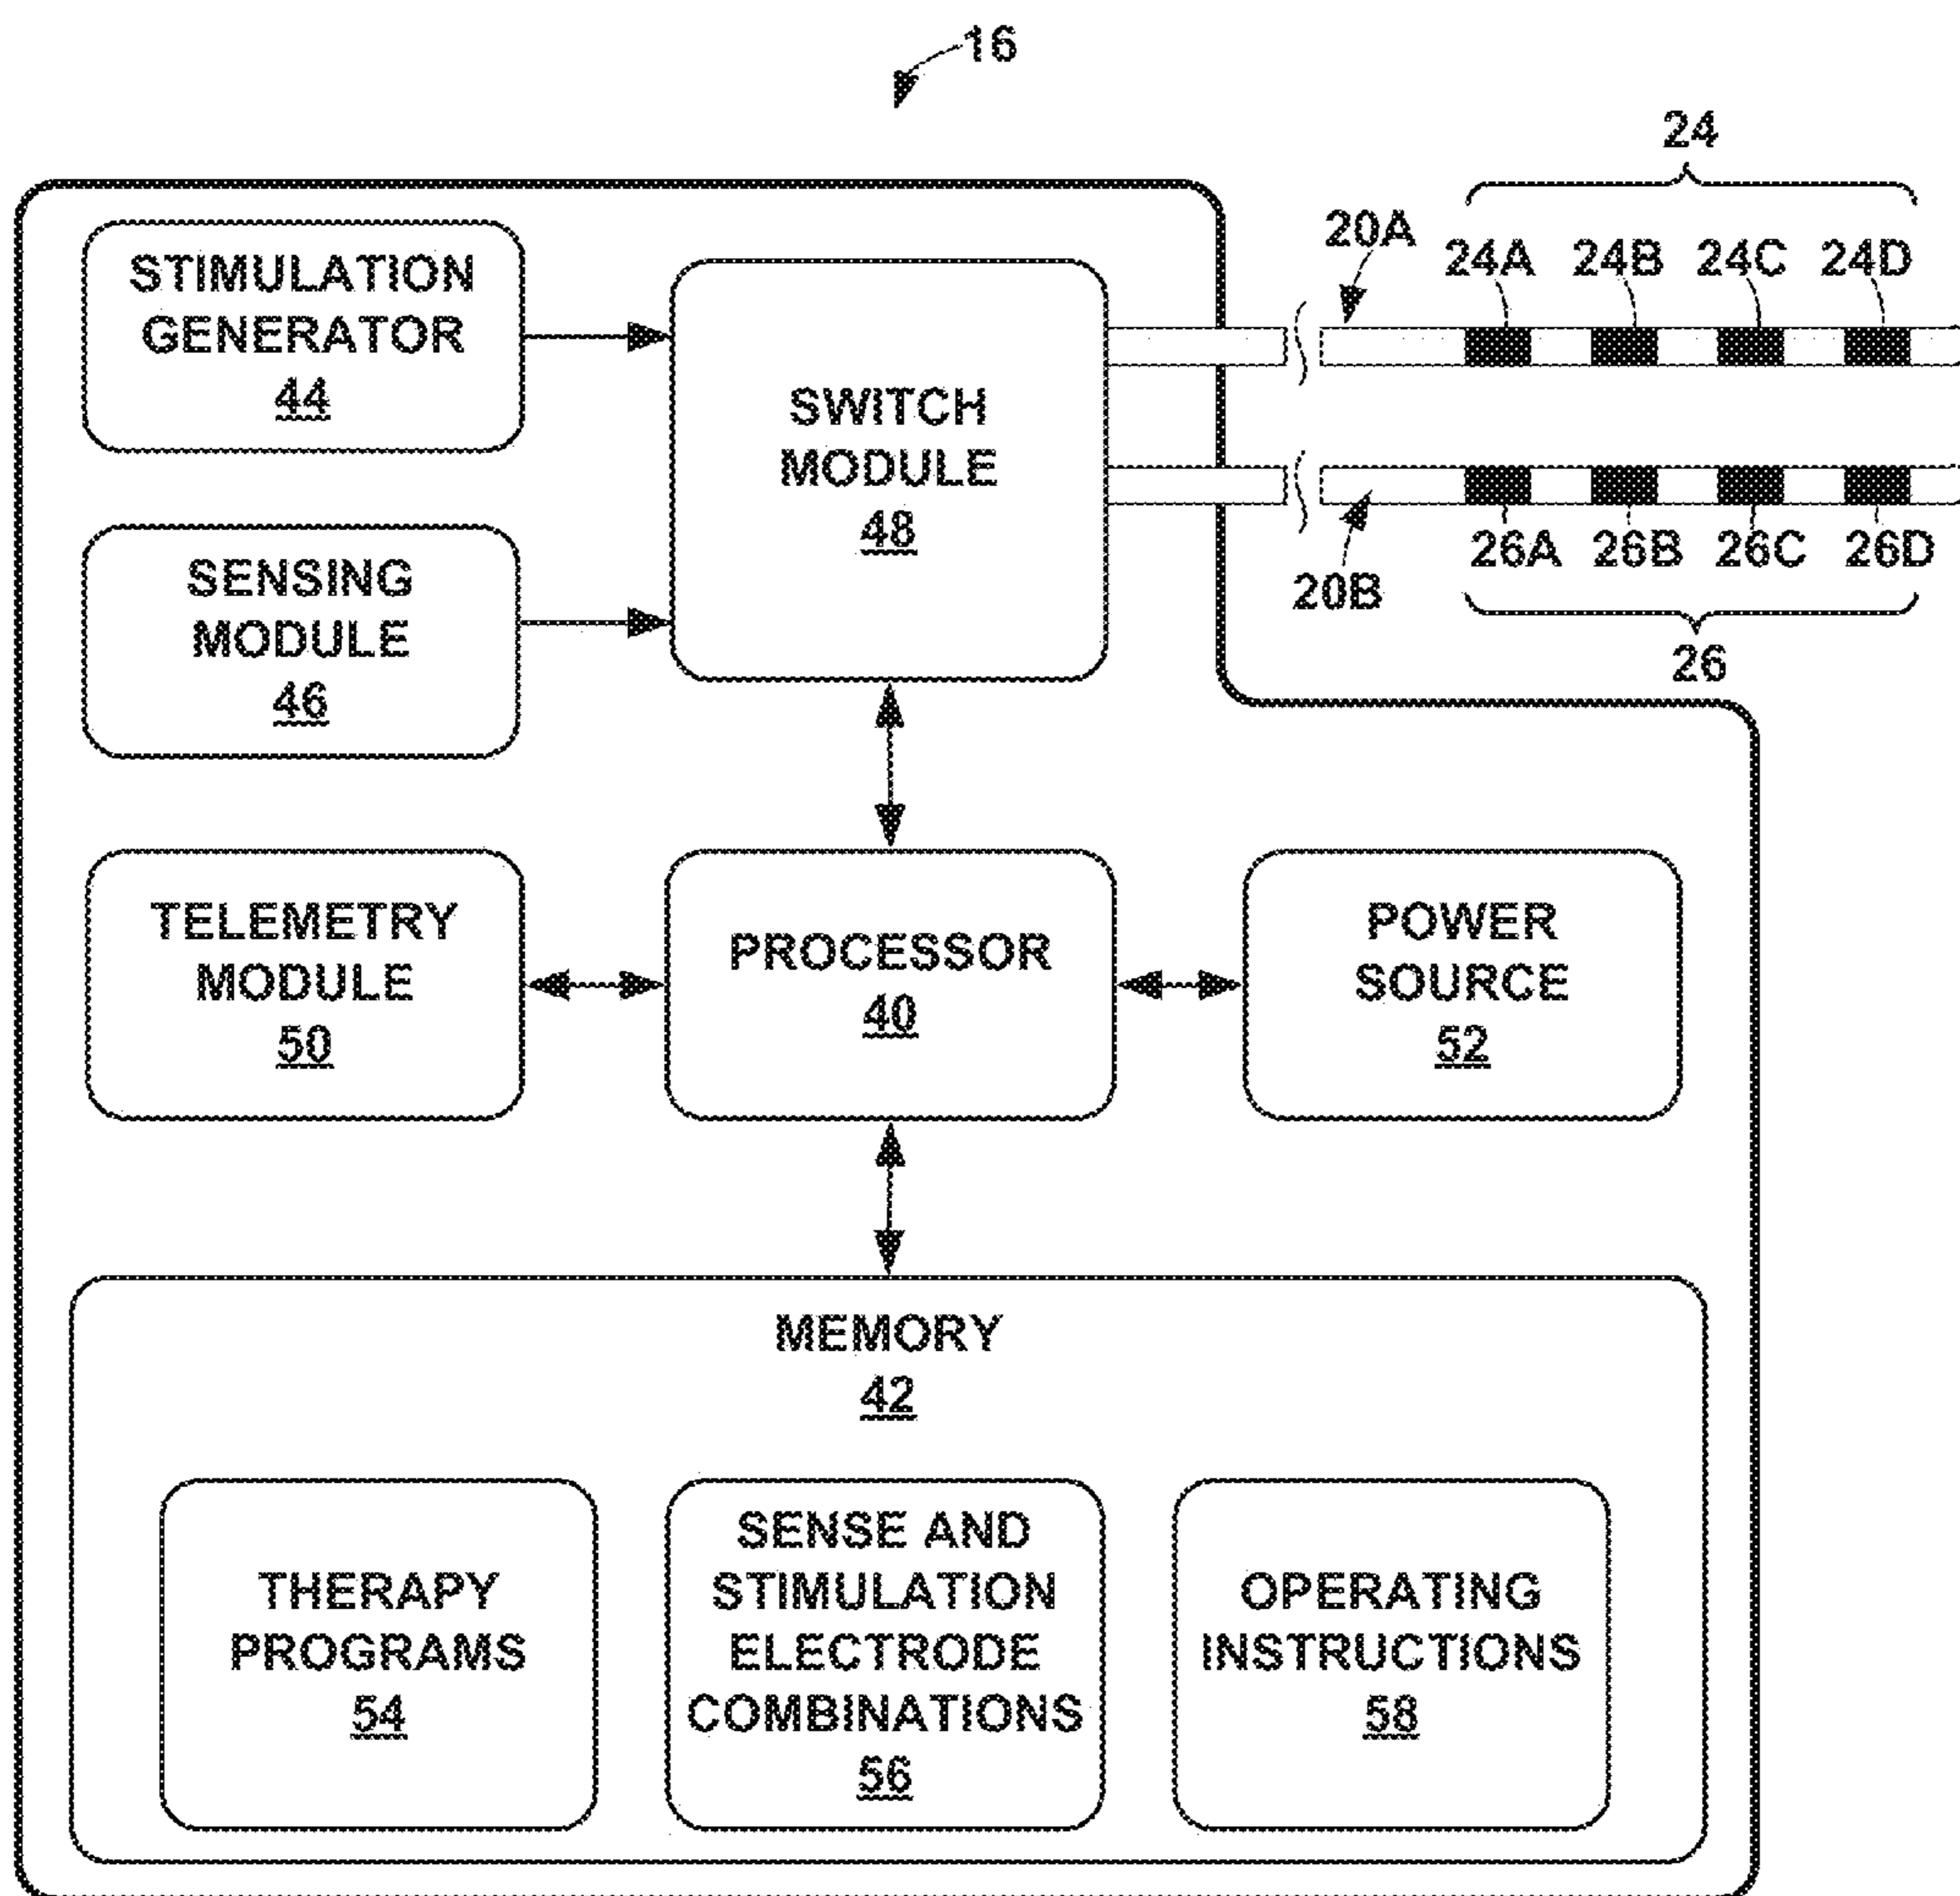 16
24
20A
24A 24B 24C 24D
STIMULATION
GENERATOR
44
SWITCH
MODULE
48
SENSING
MODULE
46
26A 26B 26C 26D
20B
26
TELEMETRY
MODULE
50
PROCESSOR
40
POWER
SOURCE
52
MEMORY
42
THERAPY
PROGRAMS
54
SENSE AND
STIMULATION
ELECTRODE
COMBINATIONS
56
OPERATING
INSTRUCTIONS
58